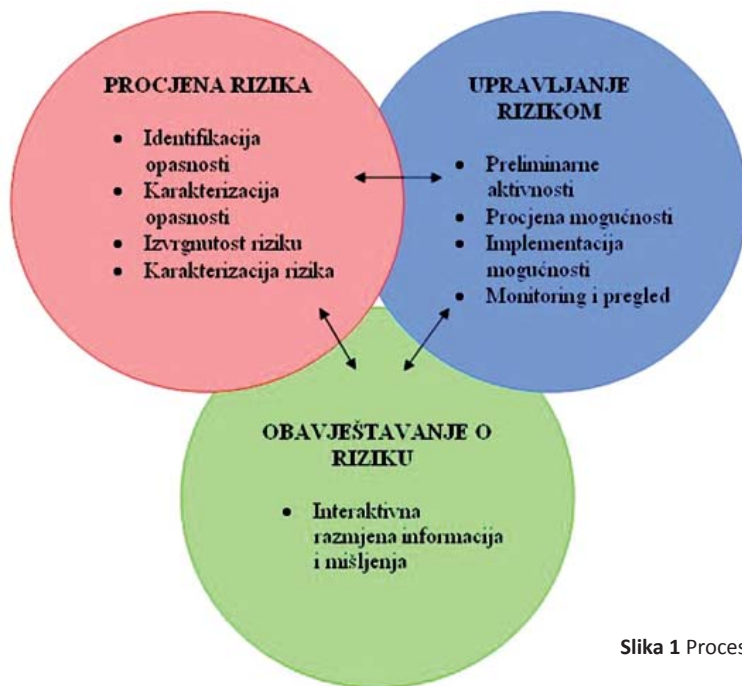 PROCJENA RIZIKA
• Identifikacija
opasnosti
• Karakterizacija
opasnosti
• Izvrgnutost riziku
• Karakterizacija rizika
UPRAVLJANJE
RIZIKOM
• Preliminarne
aktivnosti
• Procjena mogućnosti
• Implementacija
mogućnosti
• Monitoring i pregled
OBAVJEŠTAVANJE O
RIZIKU
• Interaktivna
razmjena informacija
i mišljenja
Slika 1 Proces